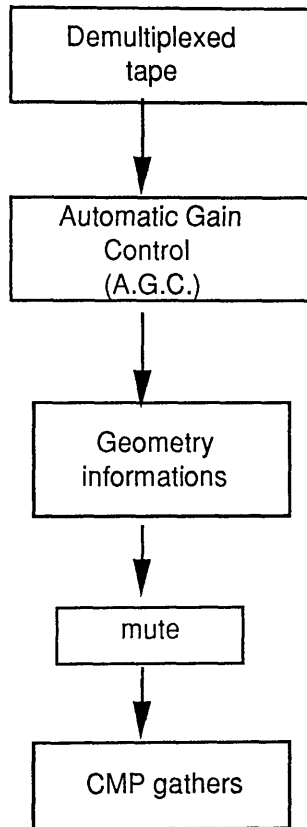 Demultiplexed
tape
Automatic Gain
Control
(A.G.C.)
Geometry
informations
mute
CMP gathers